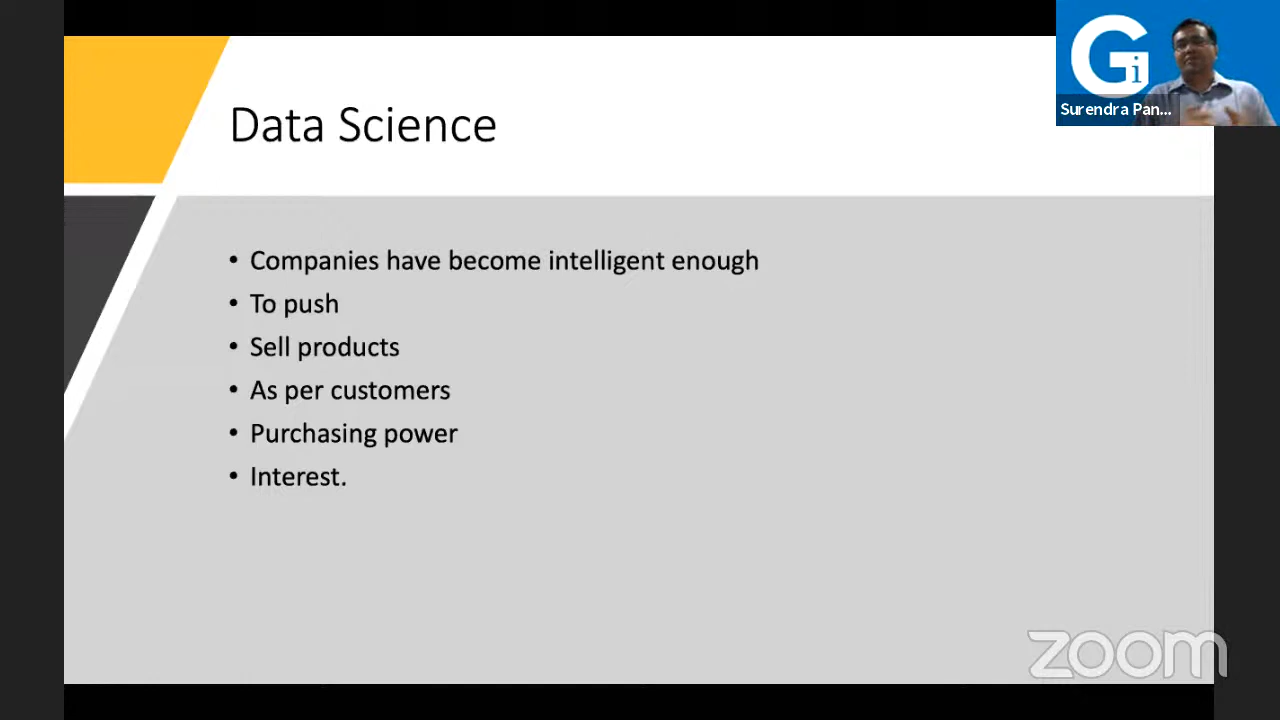 Data Science
• Companies have become intelligent enough
• To push
• Sell products
• As per customers
• Purchasing power
• Interest.
Gi
Surendra Pan...
zoom